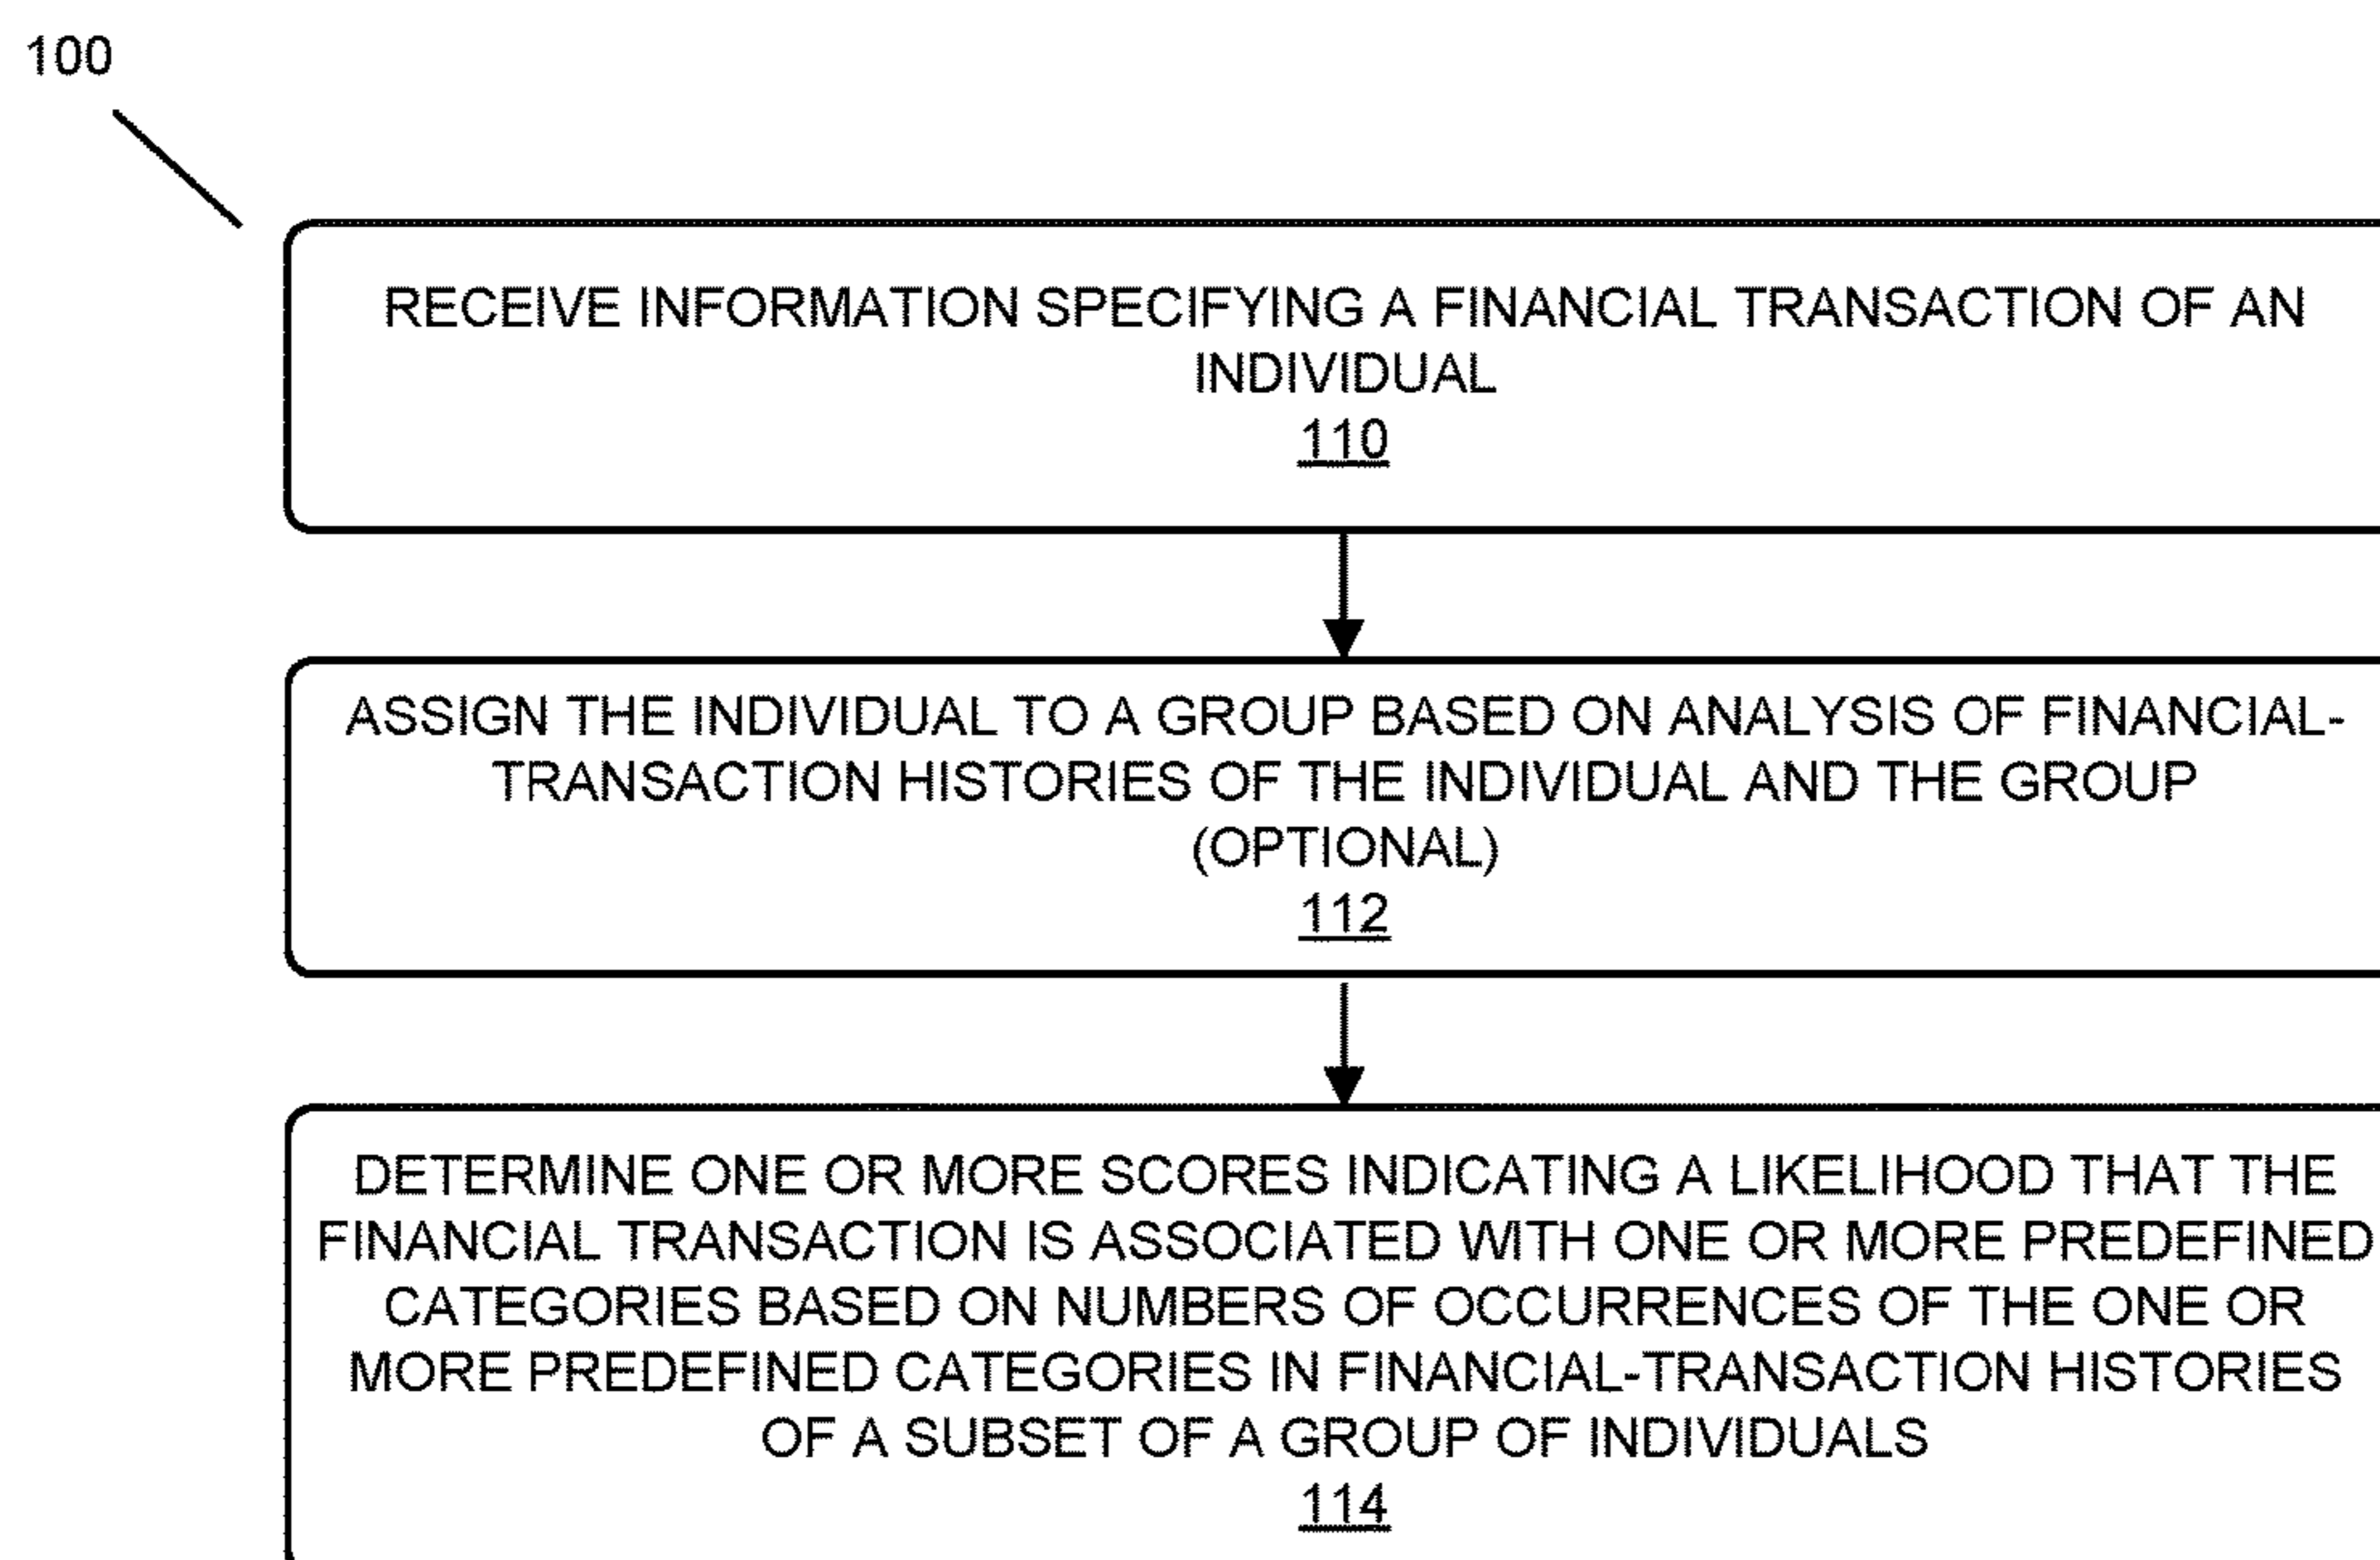 100
RECEIVE INFORMATION SPECIFYING A FINANCIAL TRANSACTION OF AN
INDIVIDUAL
110
ASSIGN THE INDIVIDUAL TO A GROUP BASED ON ANALYSIS OF FINANCIAL-
TRANSACTION HISTORIES OF THE INDIVIDUAL AND THE GROUP
(OPTIONAL)
112
DETERMINE ONE OR MORE SCORES INDICATING A LIKELIHOOD THAT THE
FINANCIAL TRANSACTION IS ASSOCIATED WITH ONE OR MORE PREDEFINED
CATEGORIES BASED ON NUMBERS OF OCCURRENCES OF THE ONE OR
MORE PREDEFINED CATEGORIES IN FINANCIAL-TRANSACTION HISTORIES
OF A SUBSET OF A GROUP OF INDIVIDUALS
114